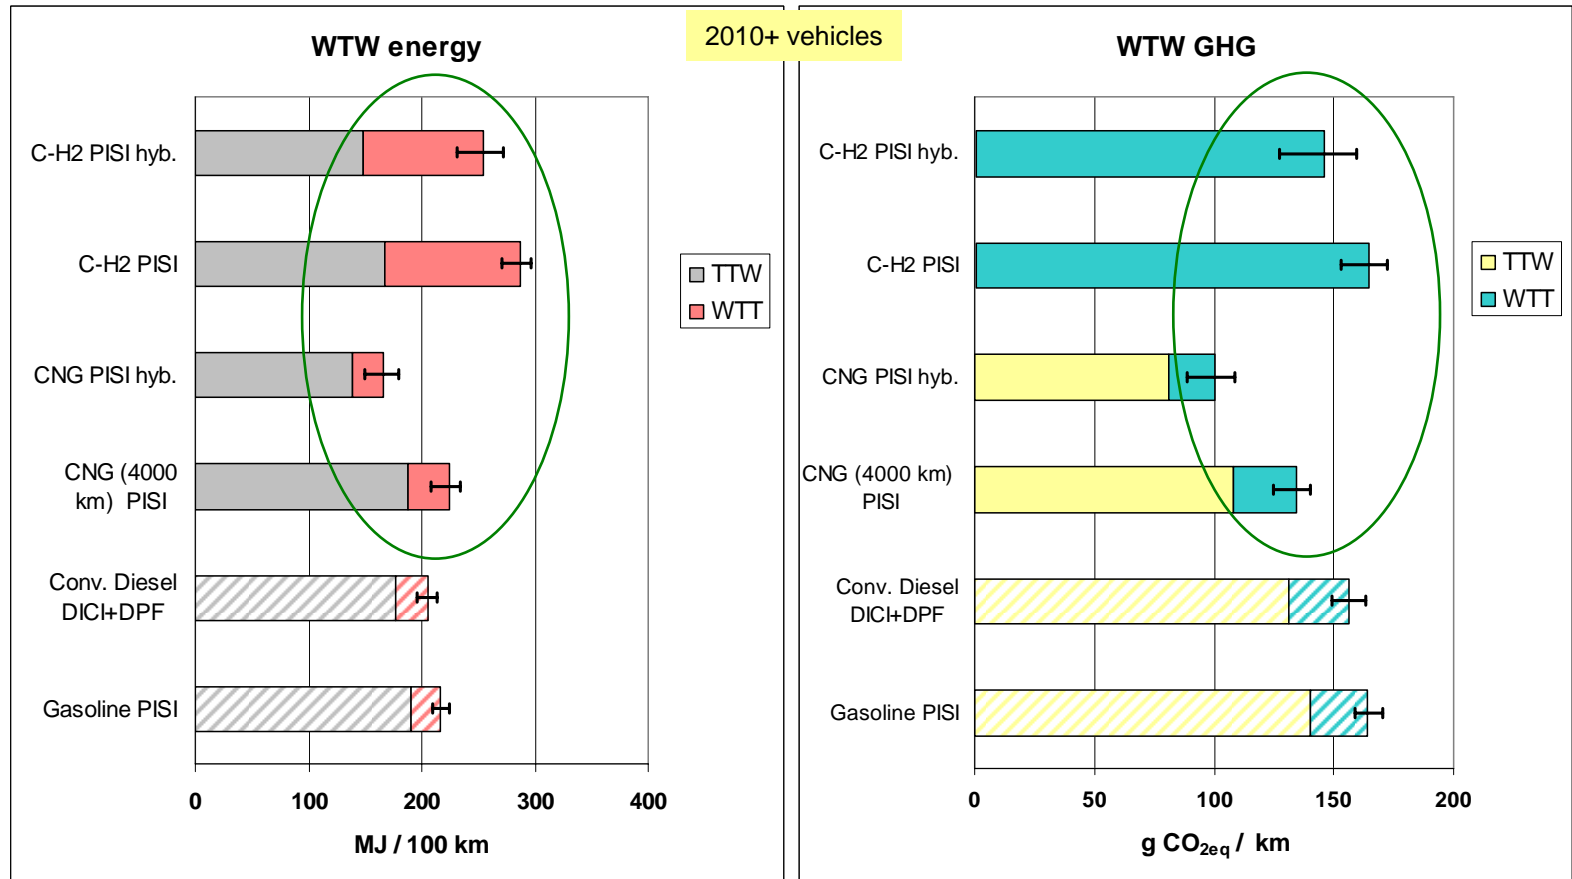 2010+ vehicles
WTW energy
C-H2 PISI hyb.
C-H2 PISI
CNG PISI hyb.
CNG (4000
km) PISI
Conv. Diesel
DICI+DPF
Gasoline PISI
0 100 200 300 400
MJ / 100 km
TTW
WTT
WTW GHG
C-H2 PISI hyb.
C-H2 PISI
CNG PISI hyb.
CNG (4000 km)
PISI
Conv. Diesel
DICI+DPF
Gasoline PISI
0 50 100 150 200
g CO2eq / km
TTW
WTT